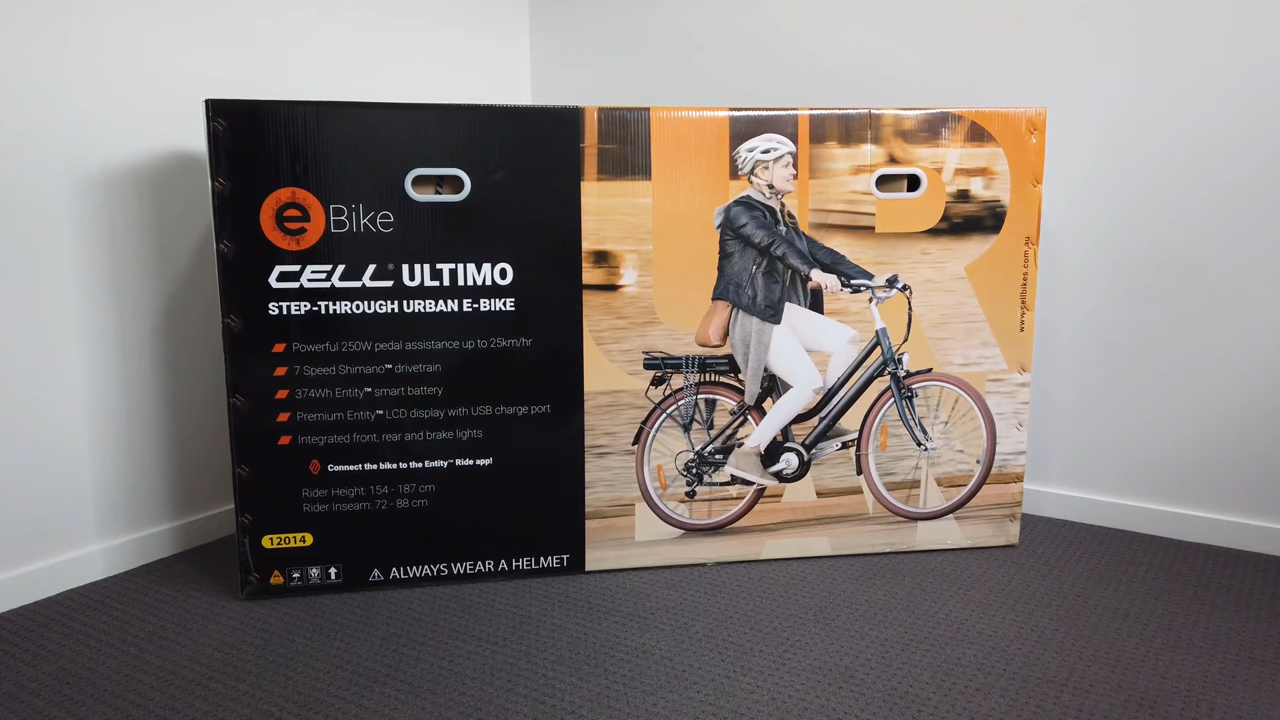 e Bike
CELL® ULTIMO
STEP-THROUGH URBAN E-BIKE
Powerful 250W pedal assistance up to 25km/hr
7 Speed Shimano™ drivetrain
374Wh Entity™ smart battery
Premium Entity™ LCD display with USB charge port
Integrated front, rear and brake lights
Connect the bike to the Entity™ Ride app!
Rider Height: 154 - 187 cm
Rider Inseam: 72 - 88 cm
12014
ALWAYS WEAR A HELMET
UR
www.cellbikes.com.au